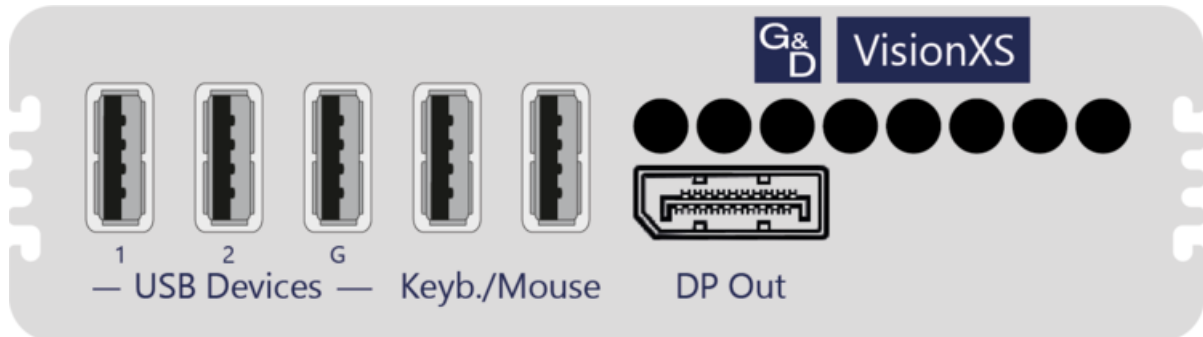 G&D VisionXS
1 2 G
— USB Devices — Keyb./Mouse DP Out